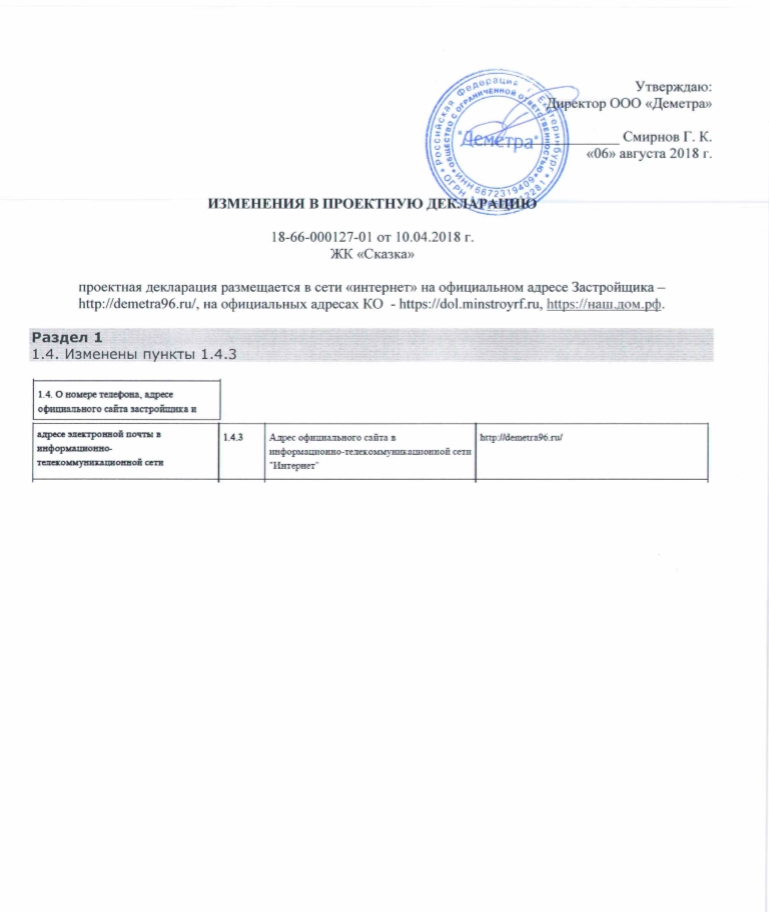 Утверждаю:
Директор ООО «Деметра»
Смирнов Г. К.
«06» августа 2018 г.
Российская Федерация г. Екатеринбург
ОБЩЕСТВО С ОГРАНИЧЕННОЙ ОТВЕТСТВЕННОСТЬЮ
"Деметра"
ИНН 6672319409
ОГРН
ИЗМЕНЕНИЯ В ПРОЕКТНУЮ ДЕКЛАРАЦИЮ
18-66-000127-01 от 10.04.2018 г.
ЖК «Сказка»
проектная декларация размещается в сети «интернет» на официальном адресе Застройщика –
http://demetra96.ru/, на официальных адресах КО - https://dol.minstroyrf.ru, https://наш.дом.рф.
Раздел 1
1.4. Изменены пункты 1.4.3
1.4. О номере телефона, адресе
официального сайта застройщика и
адресе электронной почты в
информационно-
телекоммуникационной сети
1.4.3
Адрес официального сайта в
информационно-телекоммуникационной сети
"Интернет"
http://demetra96.ru/